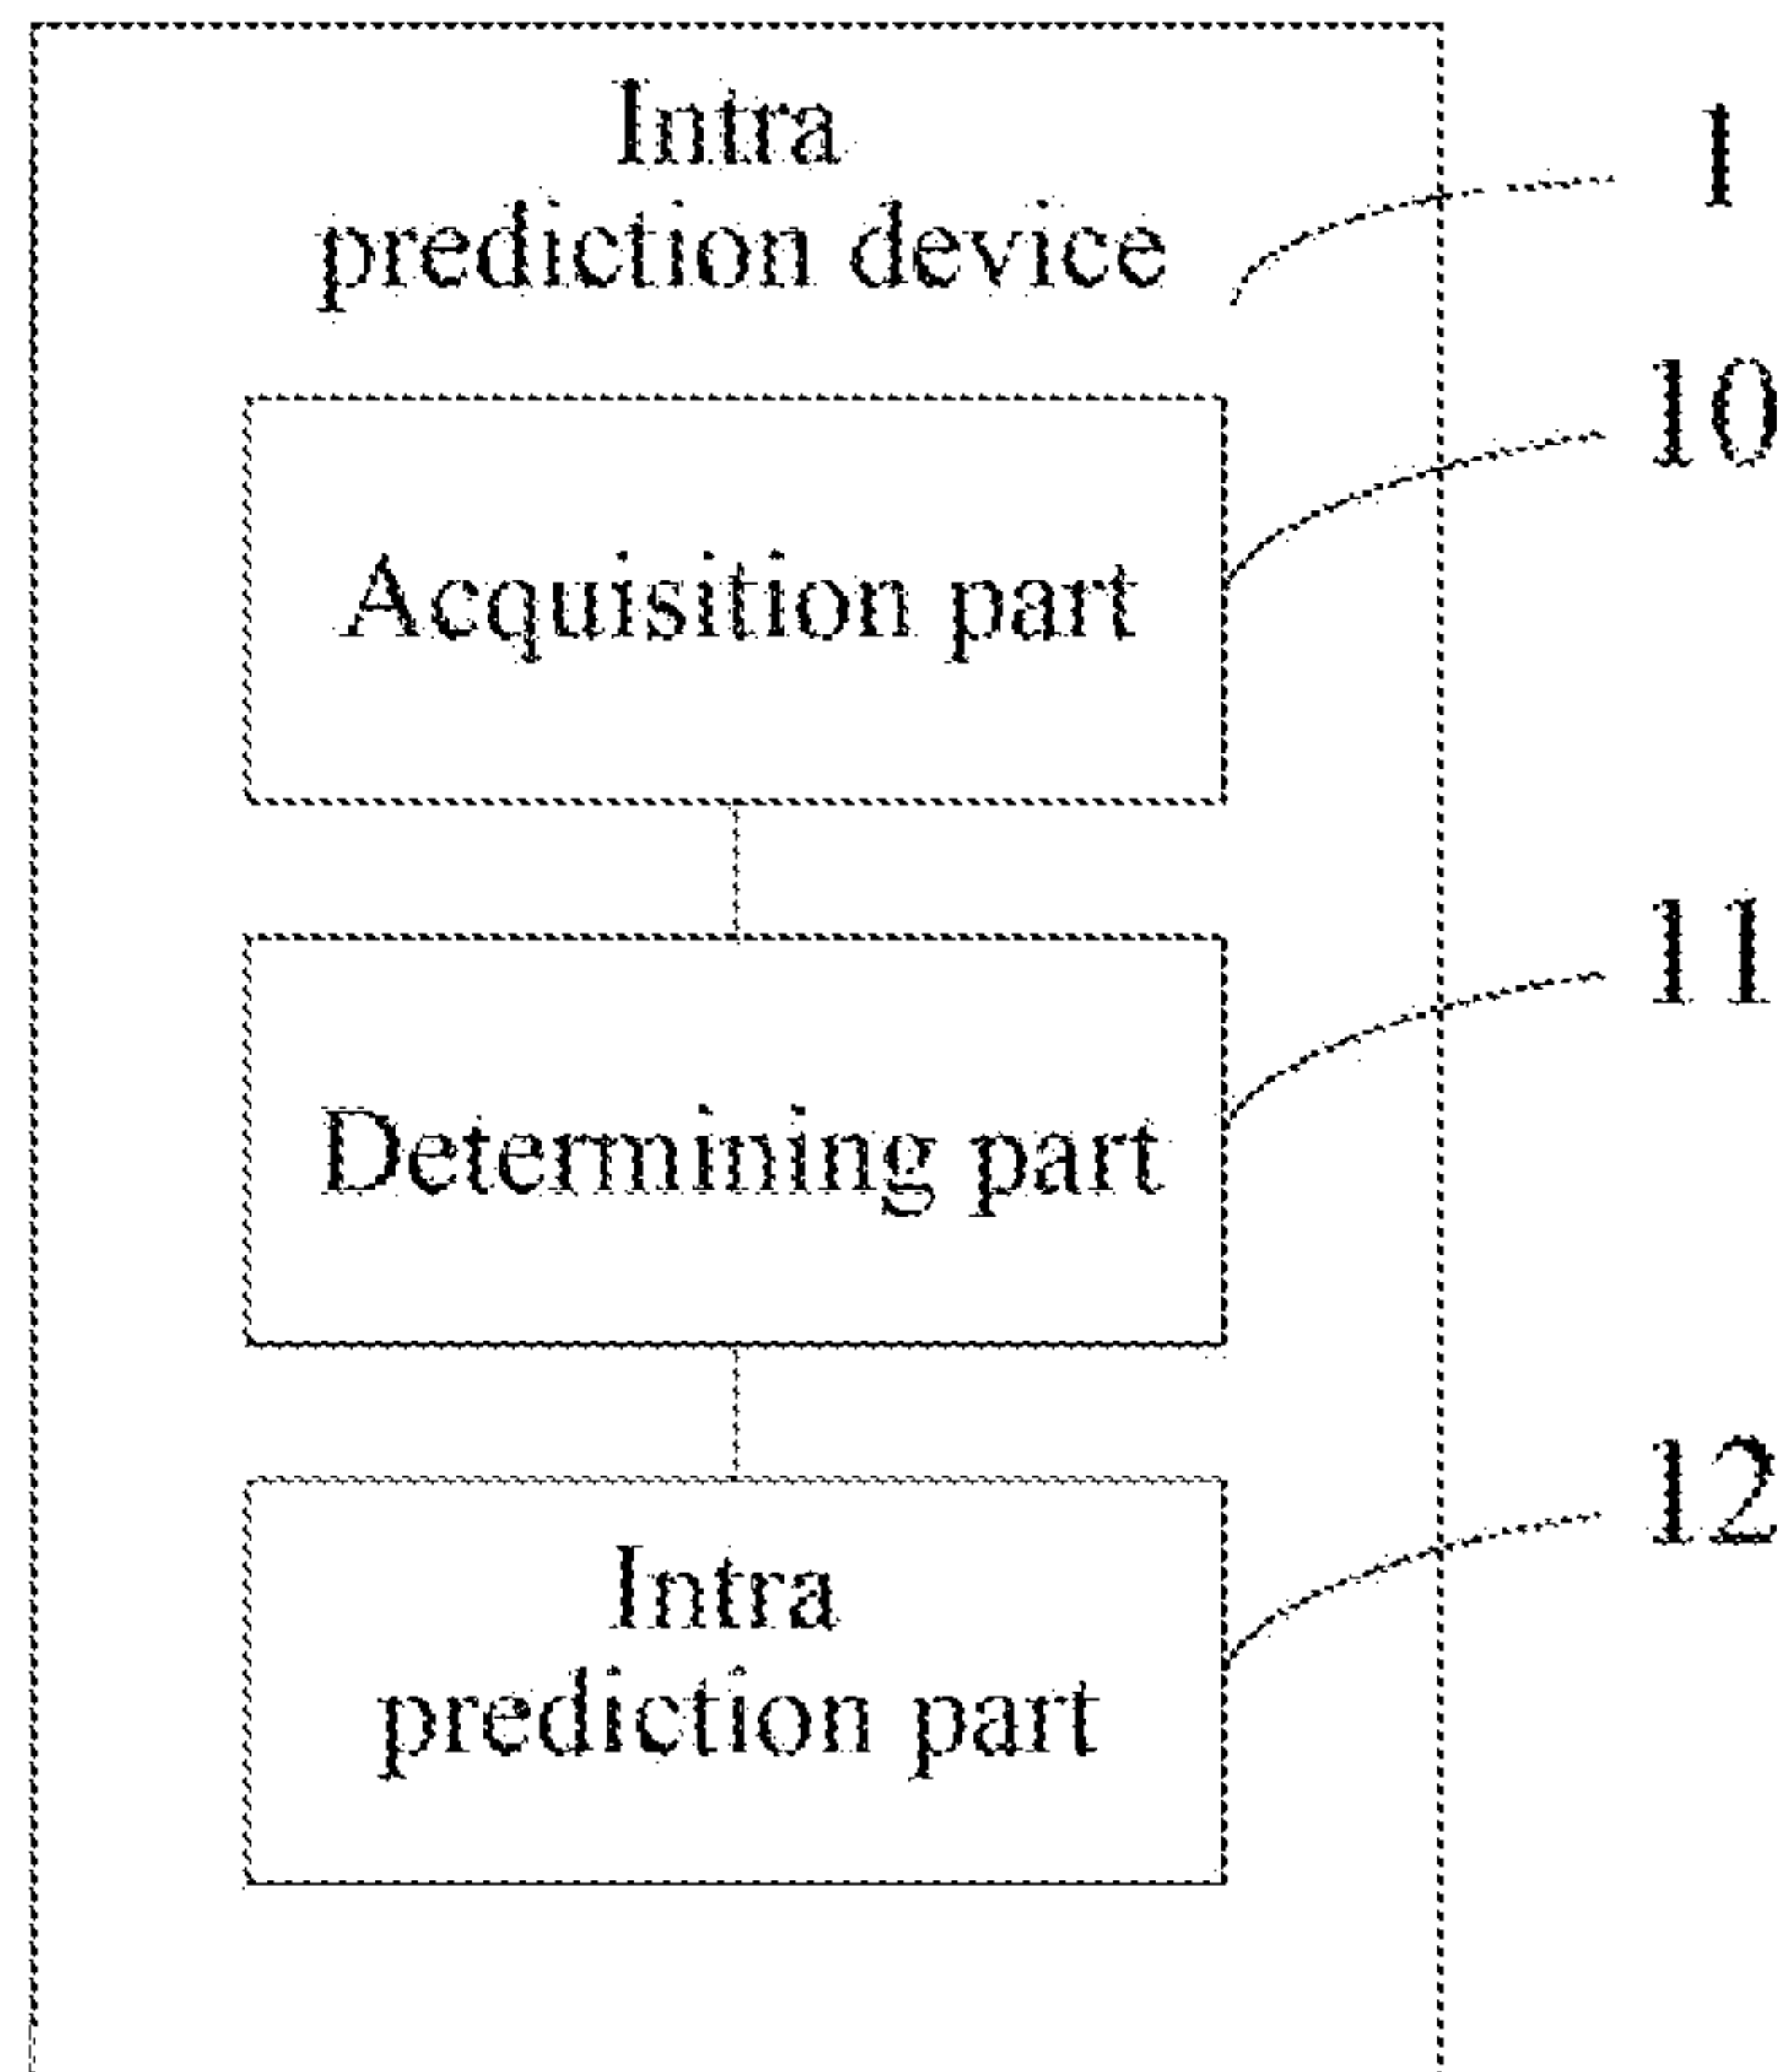 Intra
prediction device
1
10
Acquisition part
11
Determining part
12
Intra
prediction part